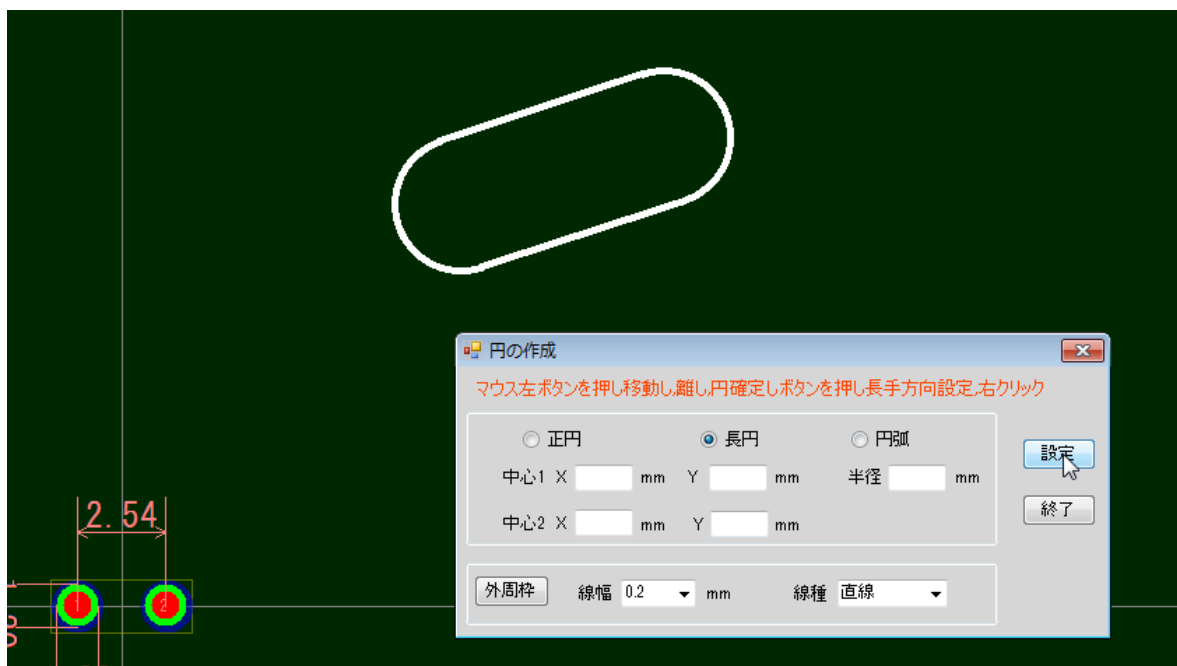 円の作成
マウス左ボタンを押し移動し,離し,円確定しボタンを押し長手方向設定,右クリック
正円 長円 円弧
設定
中心1 X mm Y mm 半径 mm
中心2 X mm Y mm
終了
2.54
外周枠 線幅 0.2 mm 線種 直線
1 2